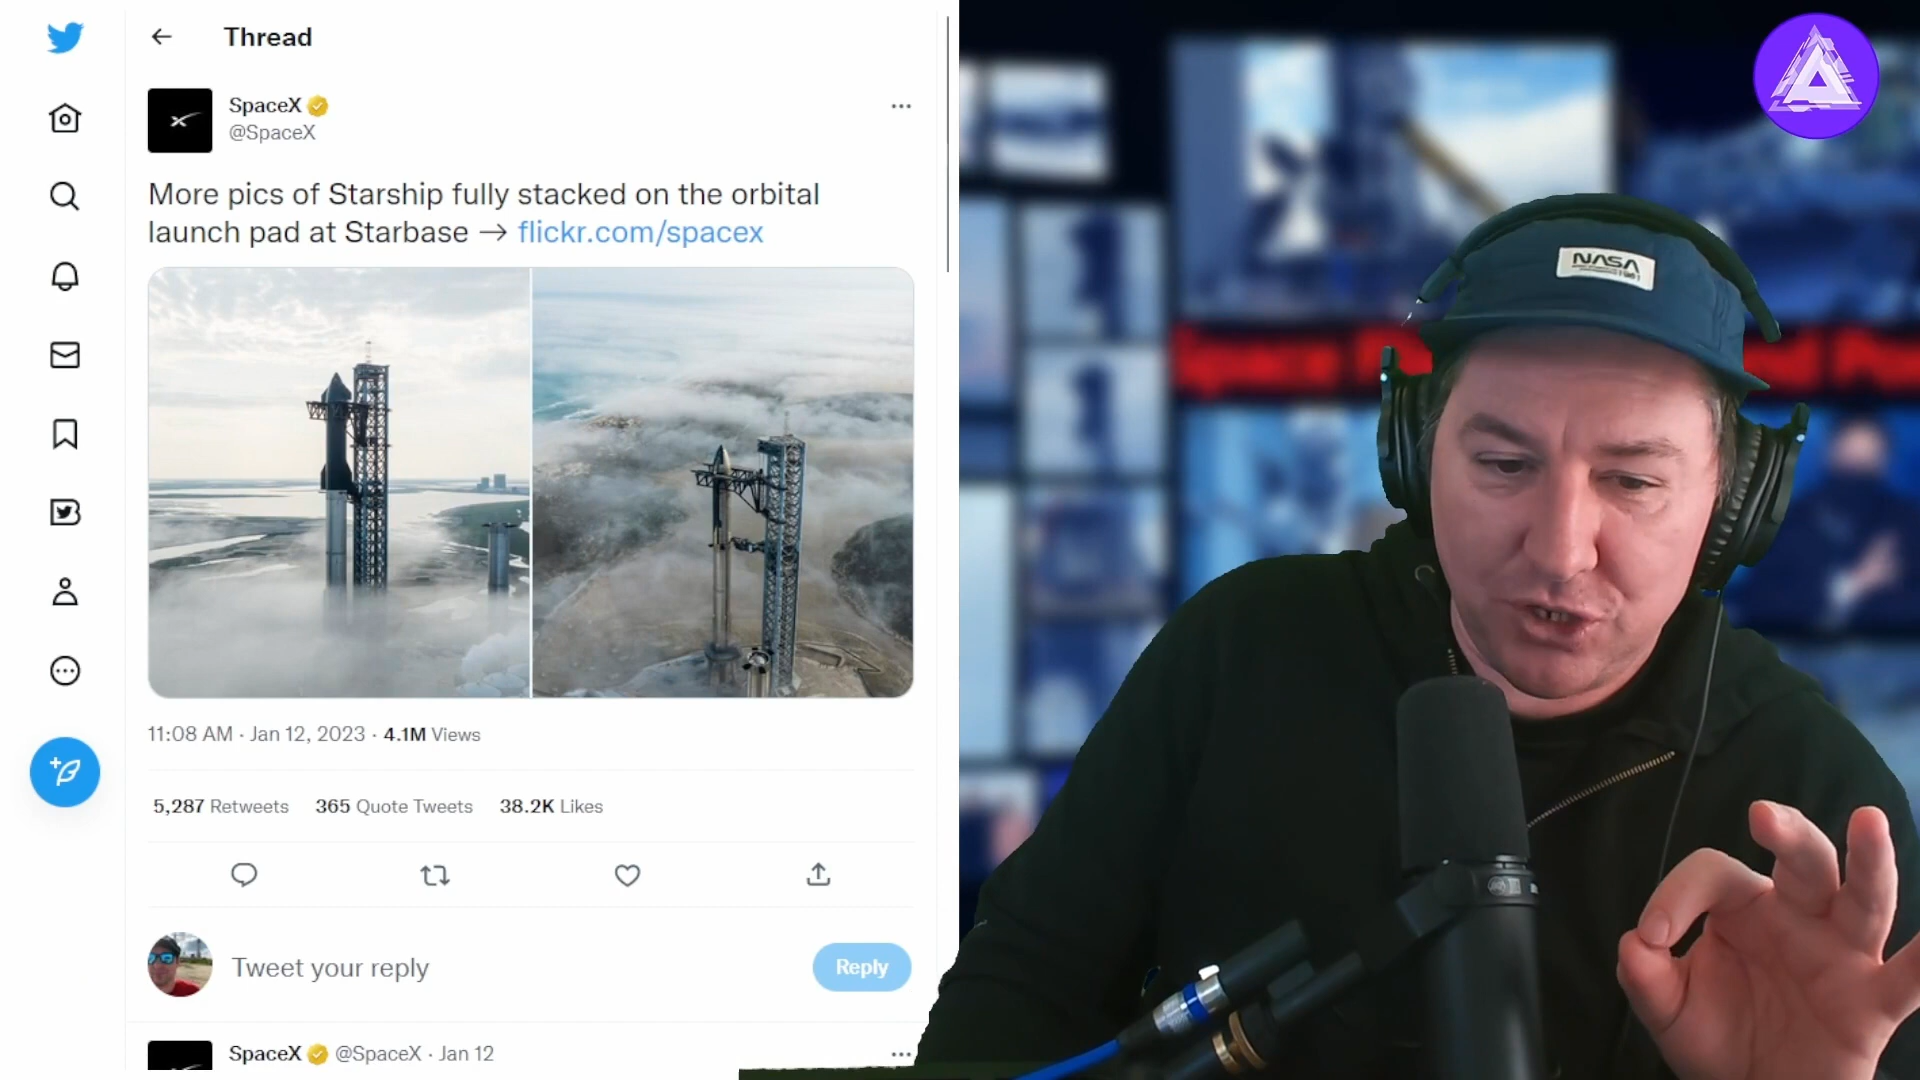 Thread
SpaceX
@SpaceX
More pics of Starship fully stacked on the orbital
launch pad at Starbase → flickr.com/spacex
11:08 AM · Jan 12, 2023 · 4.1M Views
5,287 Retweets 365 Quote Tweets 38.2K Likes
Tweet your reply
Reply
SpaceX @SpaceX · Jan 12
NASA
Space